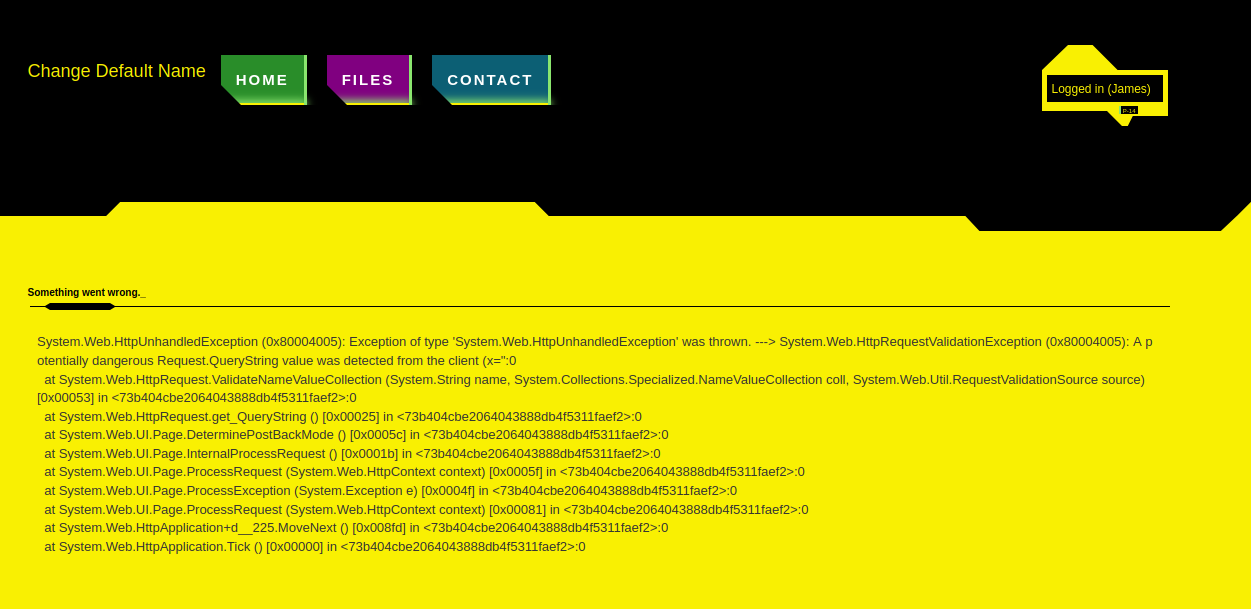 Change Default Name
HOME
FILES
CONTACT
Logged in (James)
P-14
Something went wrong._
System.Web.HttpUnhandledException (0x80004005): Exception of type 'System.Web.HttpUnhandledException' was thrown. ---> System.Web.HttpRequestValidationException (0x80004005): A p
otentially dangerous Request.QueryString value was detected from the client (x=":0
at System.Web.HttpRequest.ValidateNameValueCollection (System.String name, System.Collections.Specialized.NameValueCollection coll, System.Web.Util.RequestValidationSource source)
[0x00053] in <73b404cbe2064043888db4f5311faef2>:0
at System.Web.HttpRequest.get_QueryString () [0x00025] in <73b404cbe2064043888db4f5311faef2>:0
at System.Web.UI.Page.DeterminePostBackMode () [0x0005c] in <73b404cbe2064043888db4f5311faef2>:0
at System.Web.UI.Page.InternalProcessRequest () [0x0001b] in <73b404cbe2064043888db4f5311faef2>:0
at System.Web.UI.Page.ProcessRequest (System.Web.HttpContext context) [0x0005f] in <73b404cbe2064043888db4f5311faef2>:0
at System.Web.UI.Page.ProcessException (System.Exception e) [0x0004f] in <73b404cbe2064043888db4f5311faef2>:0
at System.Web.UI.Page.ProcessRequest (System.Web.HttpContext context) [0x00081] in <73b404cbe2064043888db4f5311faef2>:0
at System.Web.HttpApplication+d__225.MoveNext () [0x008fd] in <73b404cbe2064043888db4f5311faef2>:0
at System.Web.HttpApplication.Tick () [0x00000] in <73b404cbe2064043888db4f5311faef2>:0